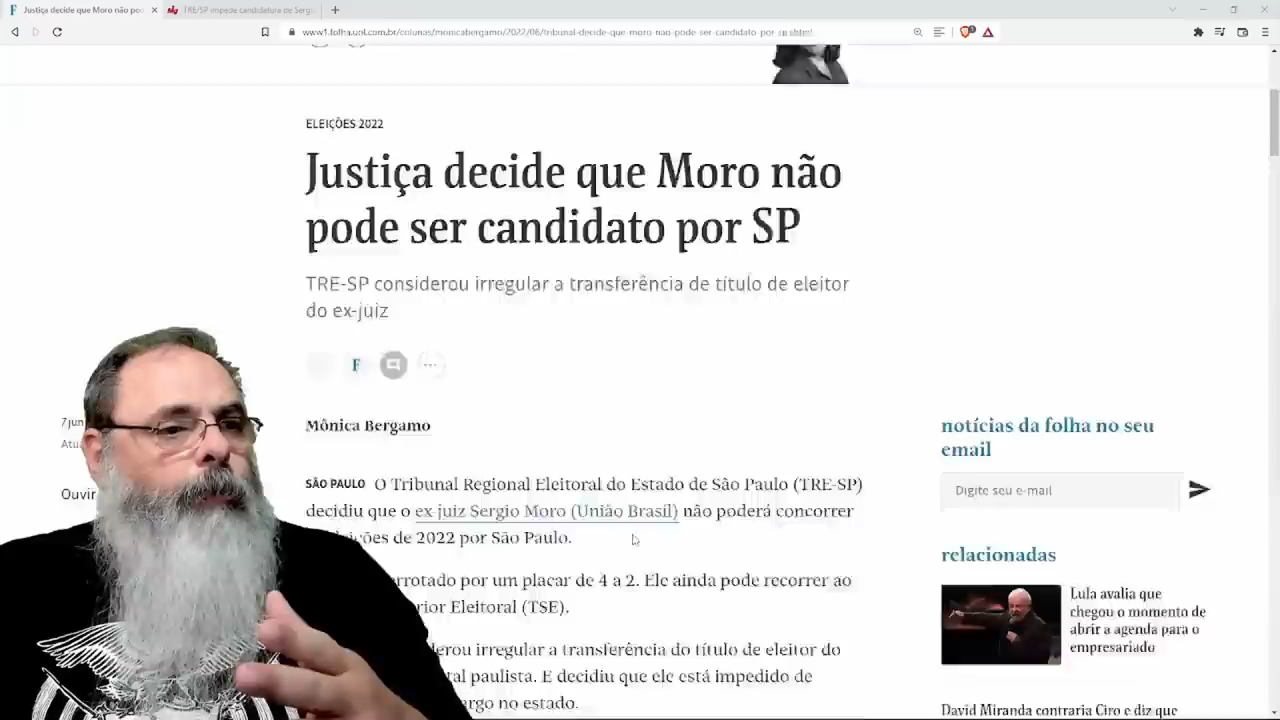 Justiça decide que Moro não po
TRE/SP impede candidatura de Sergi
www1.folha.uol.com.br/colunas/monicabergamo/2022/06/tribunal-decide-que-moro-nao-pode-ser-candidato-por-sp.shtml
ELEIÇÕES 2022
Justiça decide que Moro não
pode ser candidato por SP
TRE-SP considerou irregular a transferência de título de eleitor
do ex-juiz
F
7 jun
Atua
Ouvir
Mônica Bergamo
SÃO PAULO O Tribunal Regional Eleitoral do Estado de São Paulo (TRE-SP)
decidiu que o ex-juiz Sergio Moro (União Brasil) não poderá concorrer
ições de 2022 por São Paulo.
rrotado por um placar de 4 a 2. Ele ainda pode recorrer ao
rior Eleitoral (TSE).
erou irregular a transferência do título de eleitor do
tal paulista. E decidiu que ele está impedido de
argo no estado.
notícias da folha no seu
email
Digite seu e-mail
relacionadas
Lula avalia que
chegou o momento de
abrir a agenda para o
empresariado
David Miranda contraria Ciro e diz que